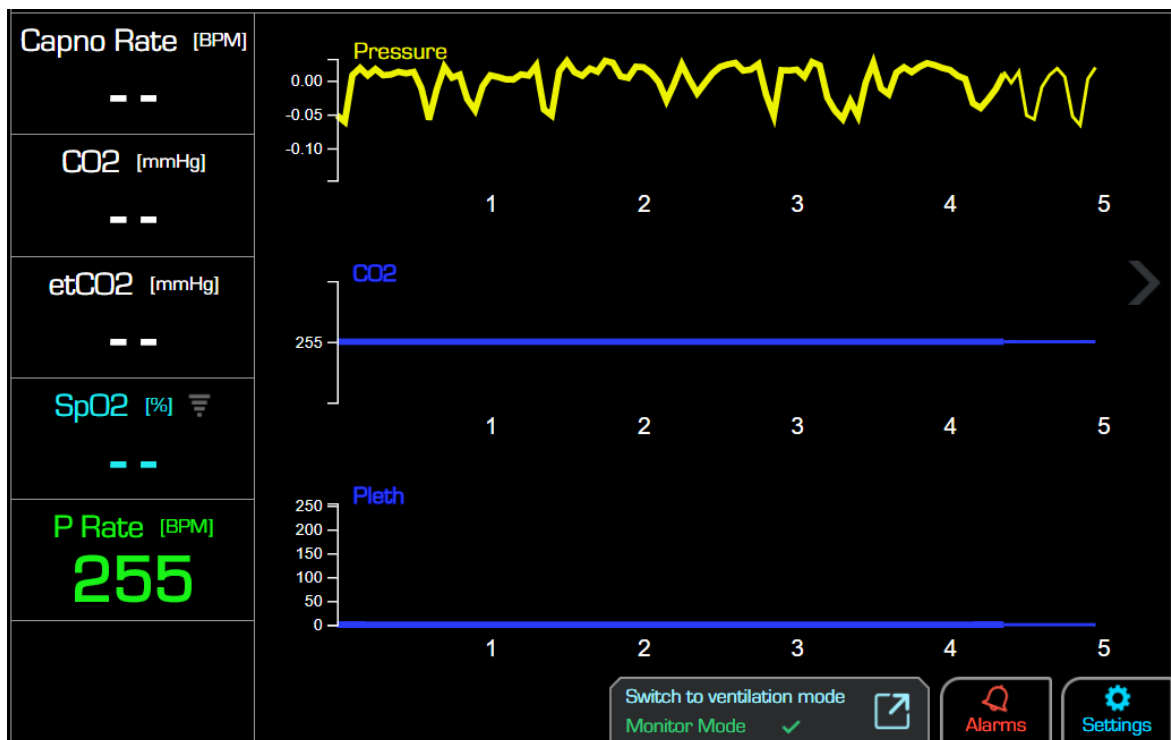 Capno Rate [BPM]
--
CO2 [mmHg]
--
etCO2 [mmHg]
--
SpO2 [%]
--
P Rate [BPM]
255
Pressure
0.00
-0.05
-0.10
1 2 3 4 5
CO2
255
1 2 3 4 5
Pleth
250
200
150
100
50
0
1 2 3 4 5
Switch to ventilation mode
Monitor Mode
Alarms
Settings